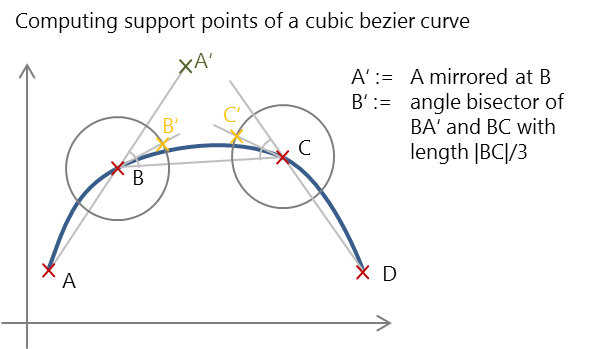 Computing support points of a cubic bezier curve
A' := A mirrored at B
B' := angle bisector of
BA' and BC with
length |BC|/3
A'
B'
C'
C
B
A
D